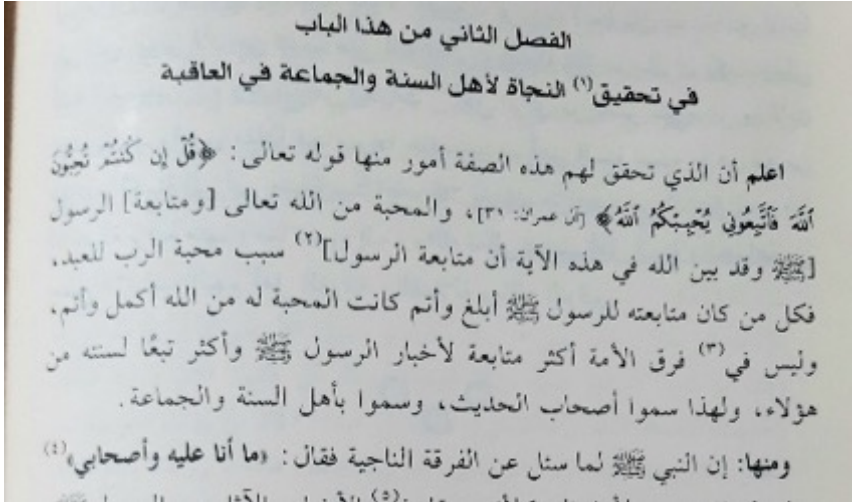 الفصل الثاني من هذا الباب
في تحقيق(١) النجاة لأهل السنة والجماعة في العاقبة
اعلم أن الذي تحقق لهم هذه الصفة أمور منها قوله تعالى: ﴿قُلْ إِن كُنتُمْ تُحِبُّونَ
اللَّهَ فَاتَّبِعُونِي يُحْبِبْكُمُ اللَّهُ﴾ [آل عمران: ٣١]، والمحبة من الله تعالى [ومتابعة] الرسول
[ﷺ وقد بين الله في هذه الآية أن متابعة الرسول](٢) سبب محبة الرب للعبد،
فكل من كان متابعته للرسول ﷺ أبلغ وأتم كانت المحبة له من الله أكمل وأتم،
وليس في(٣) فرق الأمة أكثر متابعة لأخبار الرسول ﷺ وأكثر تبعًا لسنته من
هؤلاء، ولهذا سموا أصحاب الحديث، وسموا بأهل السنة والجماعة.
ومنها: إن النبي ﷺ لما سئل عن الفرقة الناجية فقال: «ما أنا عليه وأصحابي»(٤)